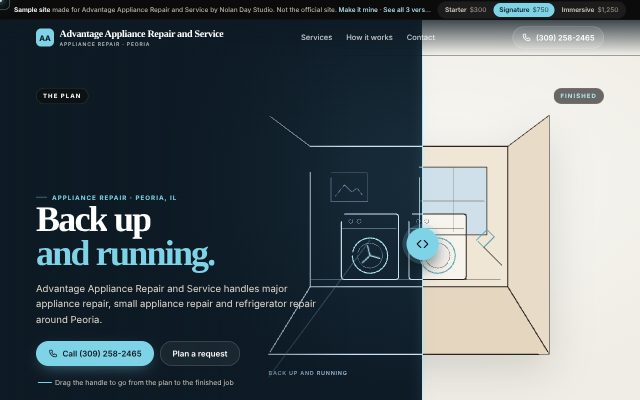 Sample site made for Advantage Appliance Repair and Service by Nolan Day Studio. Not the official site. Make it mine · See all 3 vers...
Starter $300 Signature $750 Immersive $1,250
AA Advantage Appliance Repair and Service
APPLIANCE REPAIR · PEORIA
Services How it works Contact (309) 258-2465
THE PLAN FINISHED
APPLIANCE REPAIR · PEORIA, IL
Back up
and running.
Advantage Appliance Repair and Service handles major
appliance repair, small appliance repair and refrigerator repair
around Peoria.
Call (309) 258-2465 Plan a request
BACK UP AND RUNNING
Drag the handle to go from the plan to the finished job